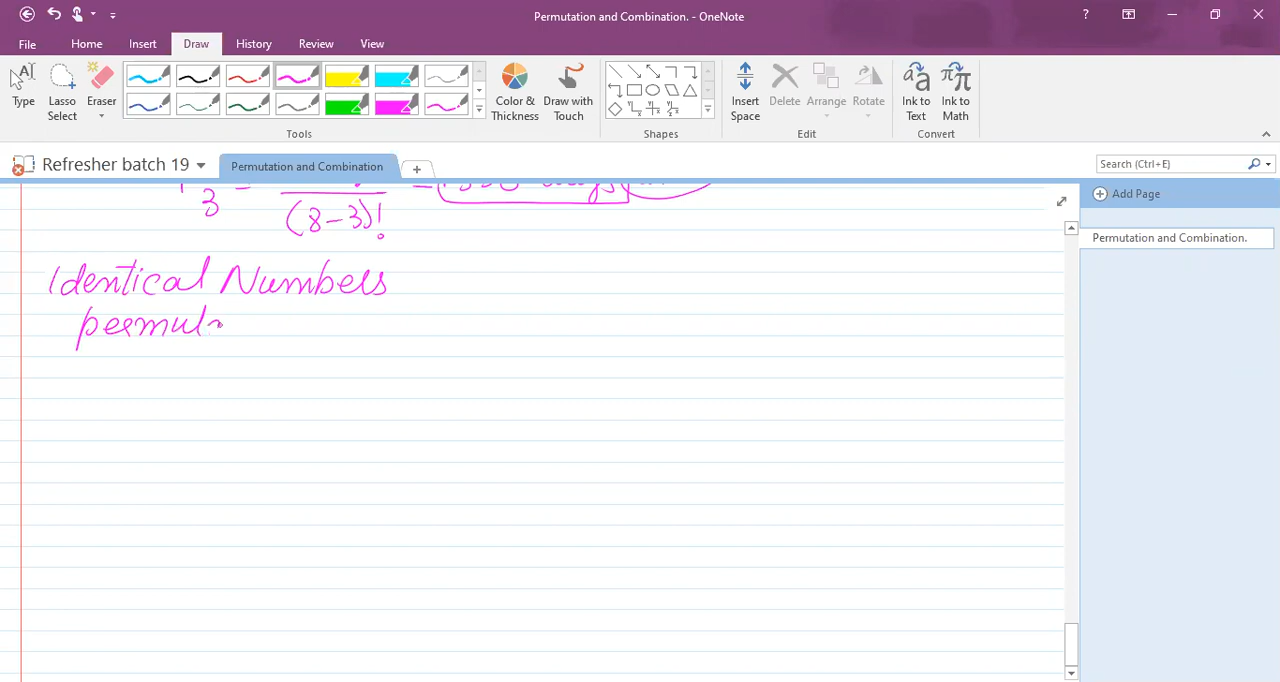 Permutation and Combination. - OneNote
?
File Home Insert Draw History Review View
Type
Lasso Select
Eraser
Color & Thickness
Draw with Touch
Insert Space
Delete
Arrange
Rotate
Ink to Text
Ink to Math
Tools
Shapes
Edit
Convert
Refresher batch 19
Permutation and Combination
Search (Ctrl+E)
Add Page
Permutation and Combination.
3
(8-3)!
Identical Numbers
permut